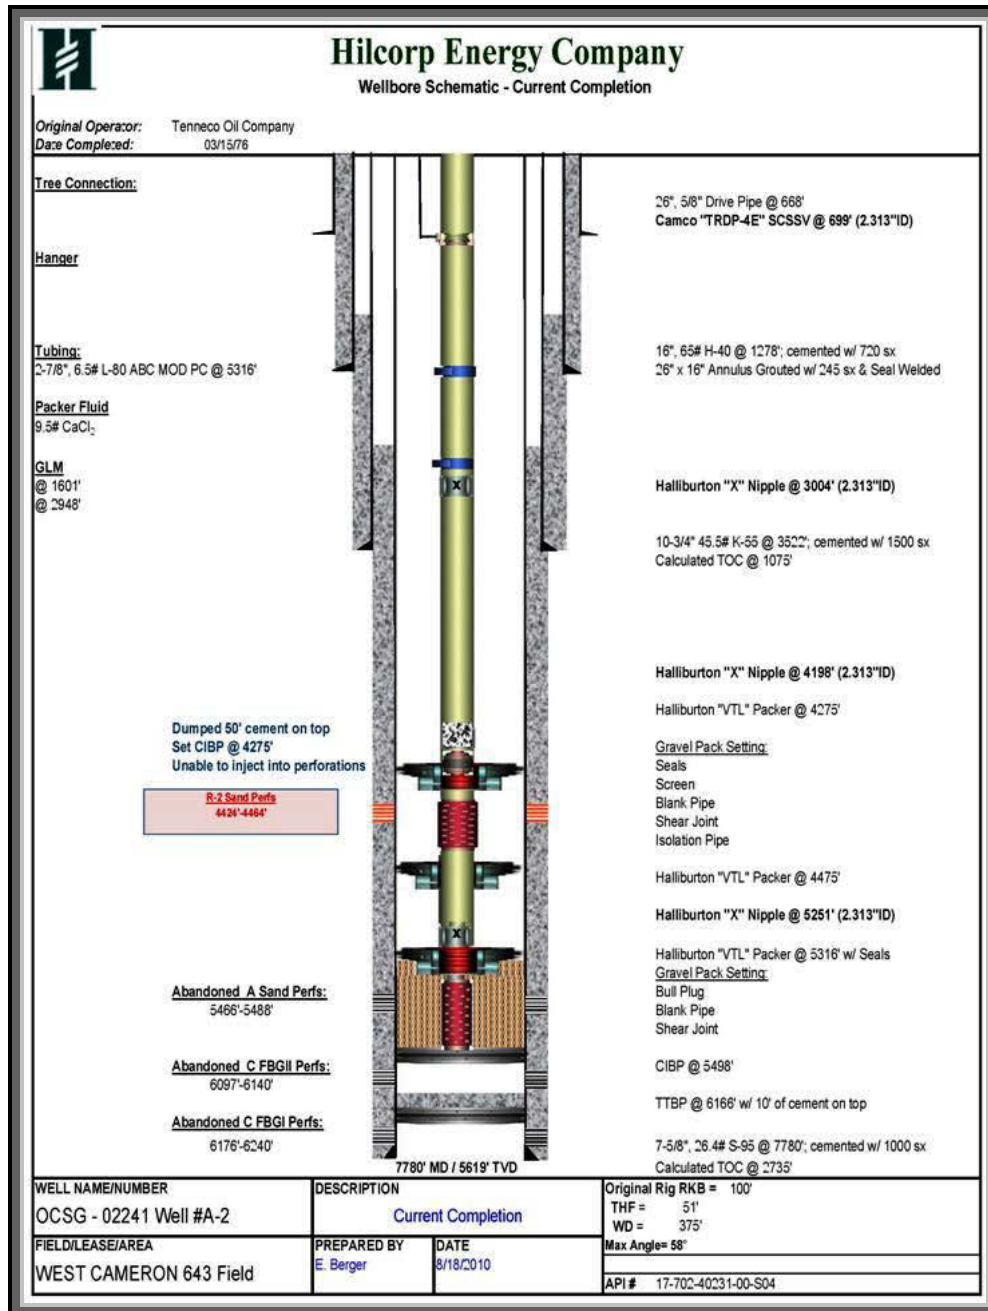 Hilcorp Energy Company
Wellbore Schematic - Current Completion
Original Operator: Tenneco Oil Company
Date Completed: 03/15/76
Tree Connection:
26", 5/8" Drive Pipe @ 668'
Camco "TRDP-4E" SCSSV @ 699' (2.313"ID)
Hanger
Tubing:
2-7/8", 6.5# L-80 ABC MOD PC @ 5316'
16", 65# H-40 @ 1278'; cemented w/ 720 sx
26" x 16" Annulus Grouted w/ 245 sx & Seal Welded
Packer Fluid
9.5# CaCl2
GLM
@ 1601'
@ 2948'
X
Halliburton "X" Nipple @ 3004' (2.313"ID)
10-3/4" 45.5# K-55 @ 3522'; cemented w/ 1500 sx
Calculated TOC @ 1075'
Halliburton "X" Nipple @ 4198' (2.313"ID)
Halliburton "VTL" Packer @ 4275'
Dumped 50' cement on top
Set CIBP @ 4275'
Unable to inject into perforations
Gravel Pack Setting:
Seals
Screen
Blank Pipe
Shear Joint
Isolation Pipe
R-2 Sand Perfs
4424'-4464'
Halliburton "VTL" Packer @ 4475'
Halliburton "X" Nipple @ 5251' (2.313"ID)
X
Halliburton "VTL" Packer @ 5316' w/ Seals
Gravel Pack Setting:
Bull Plug
Blank Pipe
Shear Joint
Abandoned A Sand Perfs:
5466'-5488'
CIBP @ 5498'
Abandoned C FBGII Perfs:
6097'-6140'
TTBP @ 6166' w/ 10' of cement on top
Abandoned C FBGI Perfs:
6176'-6240'
7-5/8", 26.4# S-95 @ 7780'; cemented w/ 1000 sx
Calculated TOC @ 2735'
7780' MD / 5619' TVD
WELL NAME/NUMBER
OCSG - 02241 Well #A-2
DESCRIPTION
Current Completion
Original Rig RKB = 100'
THF = 51'
WD = 375'
Max Angle= 58°
FIELD/LEASE/AREA
WEST CAMERON 643 Field
PREPARED BY
E. Berger
DATE
8/18/2010
API # 17-702-40231-00-S04